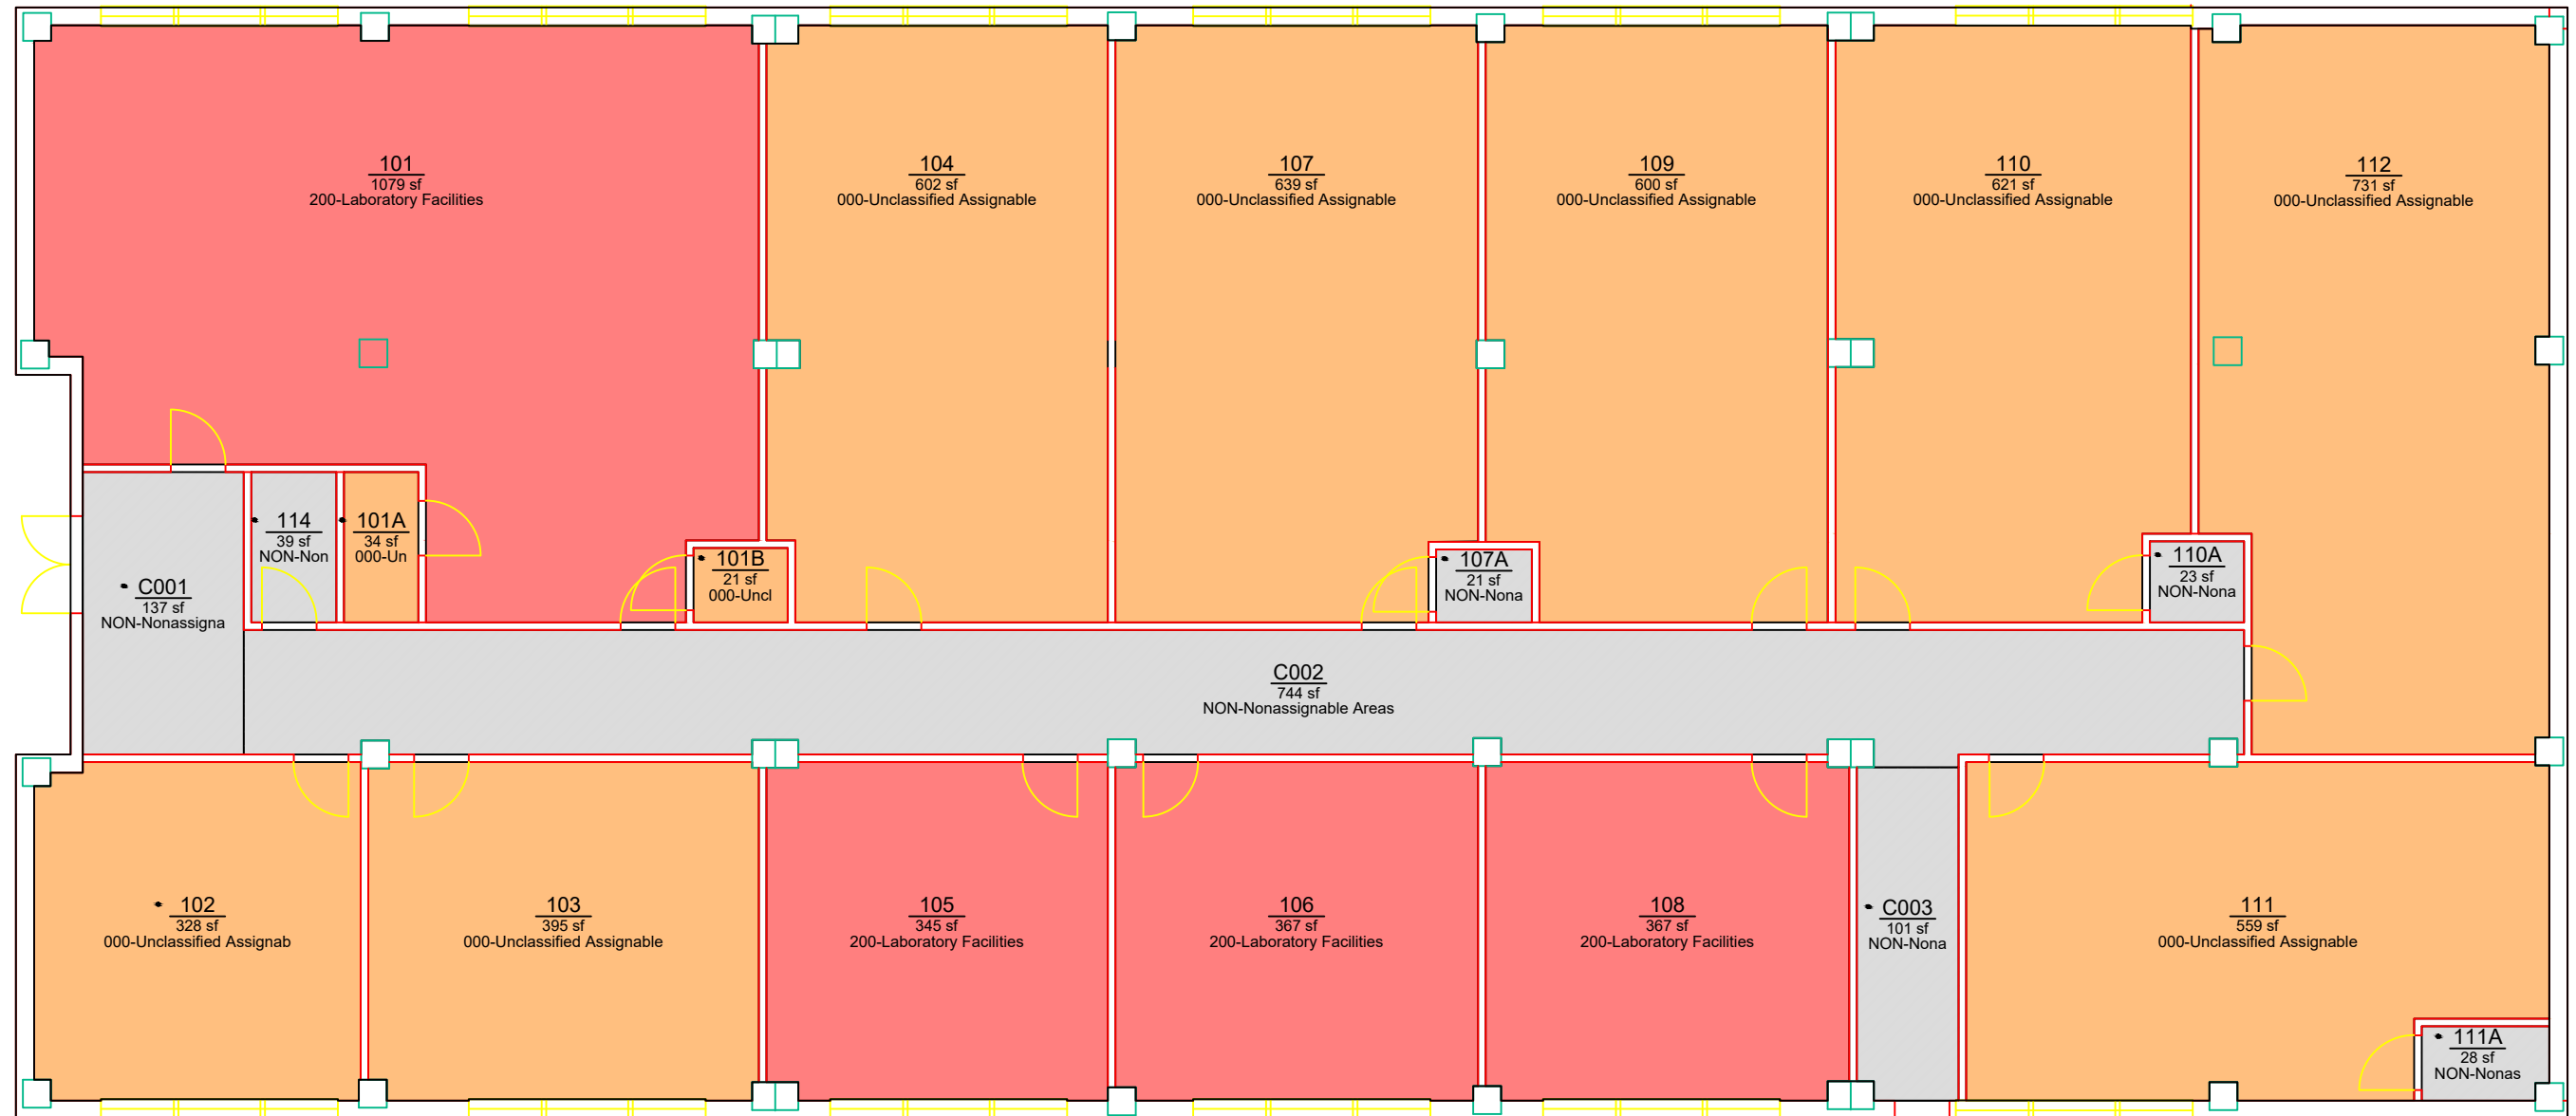 101
1079 sf
200-Laboratory Facilities
104
602 sf
000-Unclassified Assignable
107
639 sf
000-Unclassified Assignable
109
600 sf
000-Unclassified Assignable
110
621 sf
000-Unclassified Assignable
112
731 sf
000-Unclassified Assignable
114
39 sf
NON-Non
101A
34 sf
000-Un
101B
21 sf
000-Uncl
107A
21 sf
NON-Nona
110A
23 sf
NON-Nona
C001
137 sf
NON-Nonassigna
C002
744 sf
NON-Nonassignable Areas
102
328 sf
000-Unclassified Assignab
103
395 sf
000-Unclassified Assignable
105
345 sf
200-Laboratory Facilities
106
367 sf
200-Laboratory Facilities
108
367 sf
200-Laboratory Facilities
C003
101 sf
NON-Nona
111
559 sf
000-Unclassified Assignable
111A
28 sf
NON-Nonas